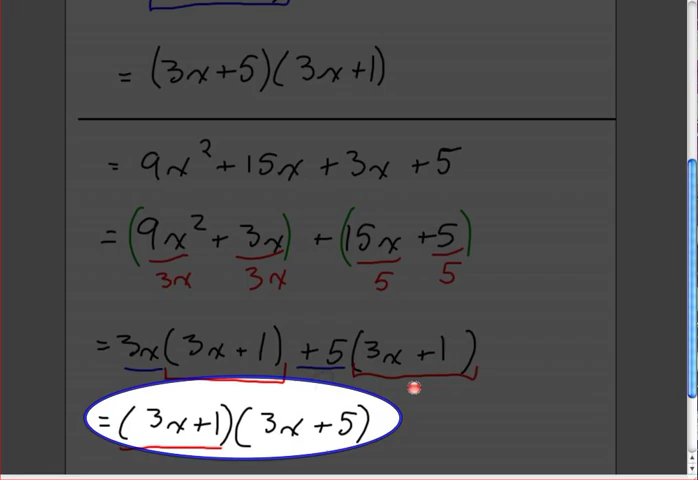 = (3x+5)(3x+1)
= 9x² + 15x + 3x + 5
= (9x² + 3x) + (15x + 5)
3x 3x 5 5
= 3x(3x + 1) + 5(3x + 1)
= (3x+1)(3x + 5)